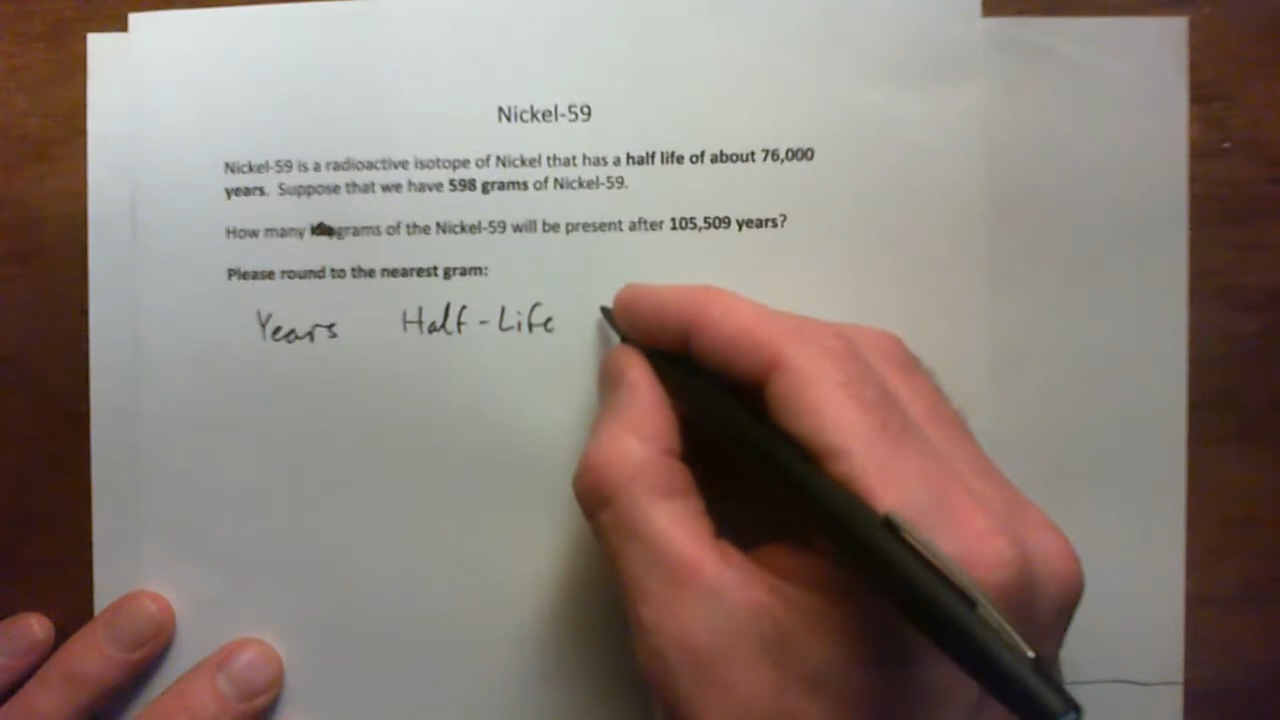 Nickel-59
Nickel-59 is a radioactive isotope of Nickel that has a half life of about 76,000
years. Suppose that we have 598 grams of Nickel-59.
How many grams of the Nickel-59 will be present after 105,509 years?
Please round to the nearest gram:
Years Half-Life